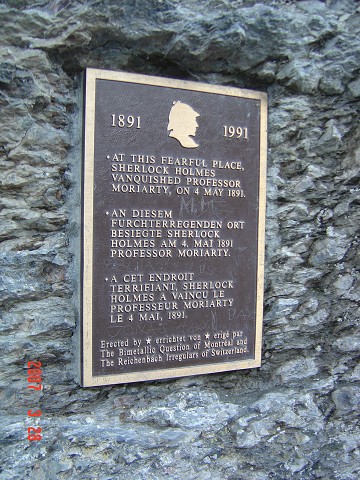 1891 1991
• AT THIS FEARFUL PLACE,
SHERLOCK HOLMES
VANQUISHED PROFESSOR
MORIARTY, ON 4 MAY 1891.
• AN DIESEM
FÜRCHTERREGENDEN ORT
BESIEGTE SHERLOCK
HOLMES AM 4. MAI 1891
PROFESSOR MORIARTY.
• A CET ENDROIT
TERRIFIANT, SHERLOCK
HOLMES A VAINCU LE
PROFESSEUR MORIARTY
LE 4 MAI, 1891.
Erected by ★ errichtet von ★ erigé par
The Bimetallic Question of Montréal and
The Reichenbach Irregulars of Switzerland.
2007 9 28